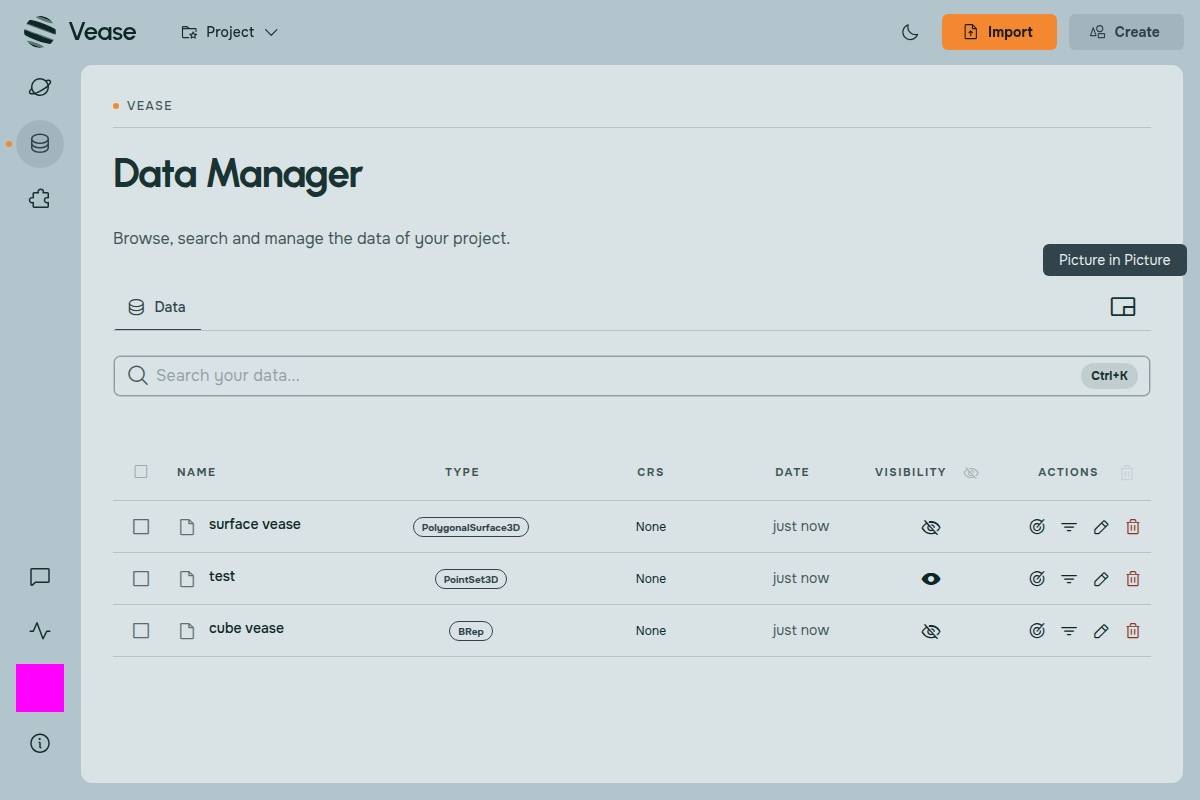 Vease
Project
Import
Create
VEASE
Data Manager
Browse, search and manage the data of your project.
Picture in Picture
Data
Search your data...
Ctrl+K
NAME TYPE CRS DATE VISIBILITY ACTIONS
surface vease PolygonalSurface3D None just now
test PointSet3D None just now
cube vease BRep None just now